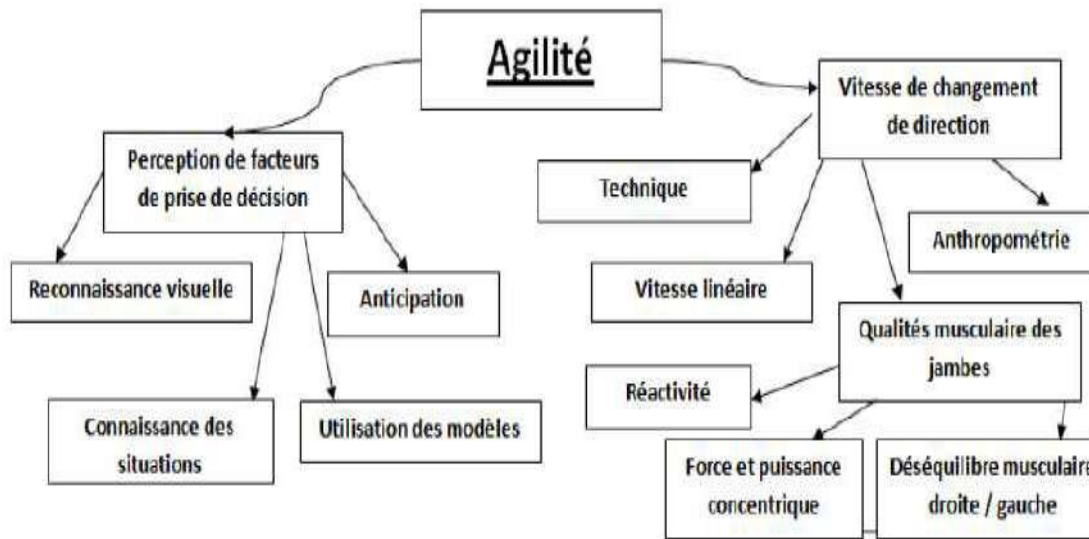 Agilité
Perception de facteurs
de prise de décision
Vitesse de changement
de direction
Technique
Anthropométrie
Reconnaissance visuelle
Anticipation
Vitesse linéaire
Qualités musculaire des
jambes
Réactivité
Connaissance des
situations
Utilisation des modèles
Force et puissance
concentrique
Déséquilibre musculaire
droite / gauche